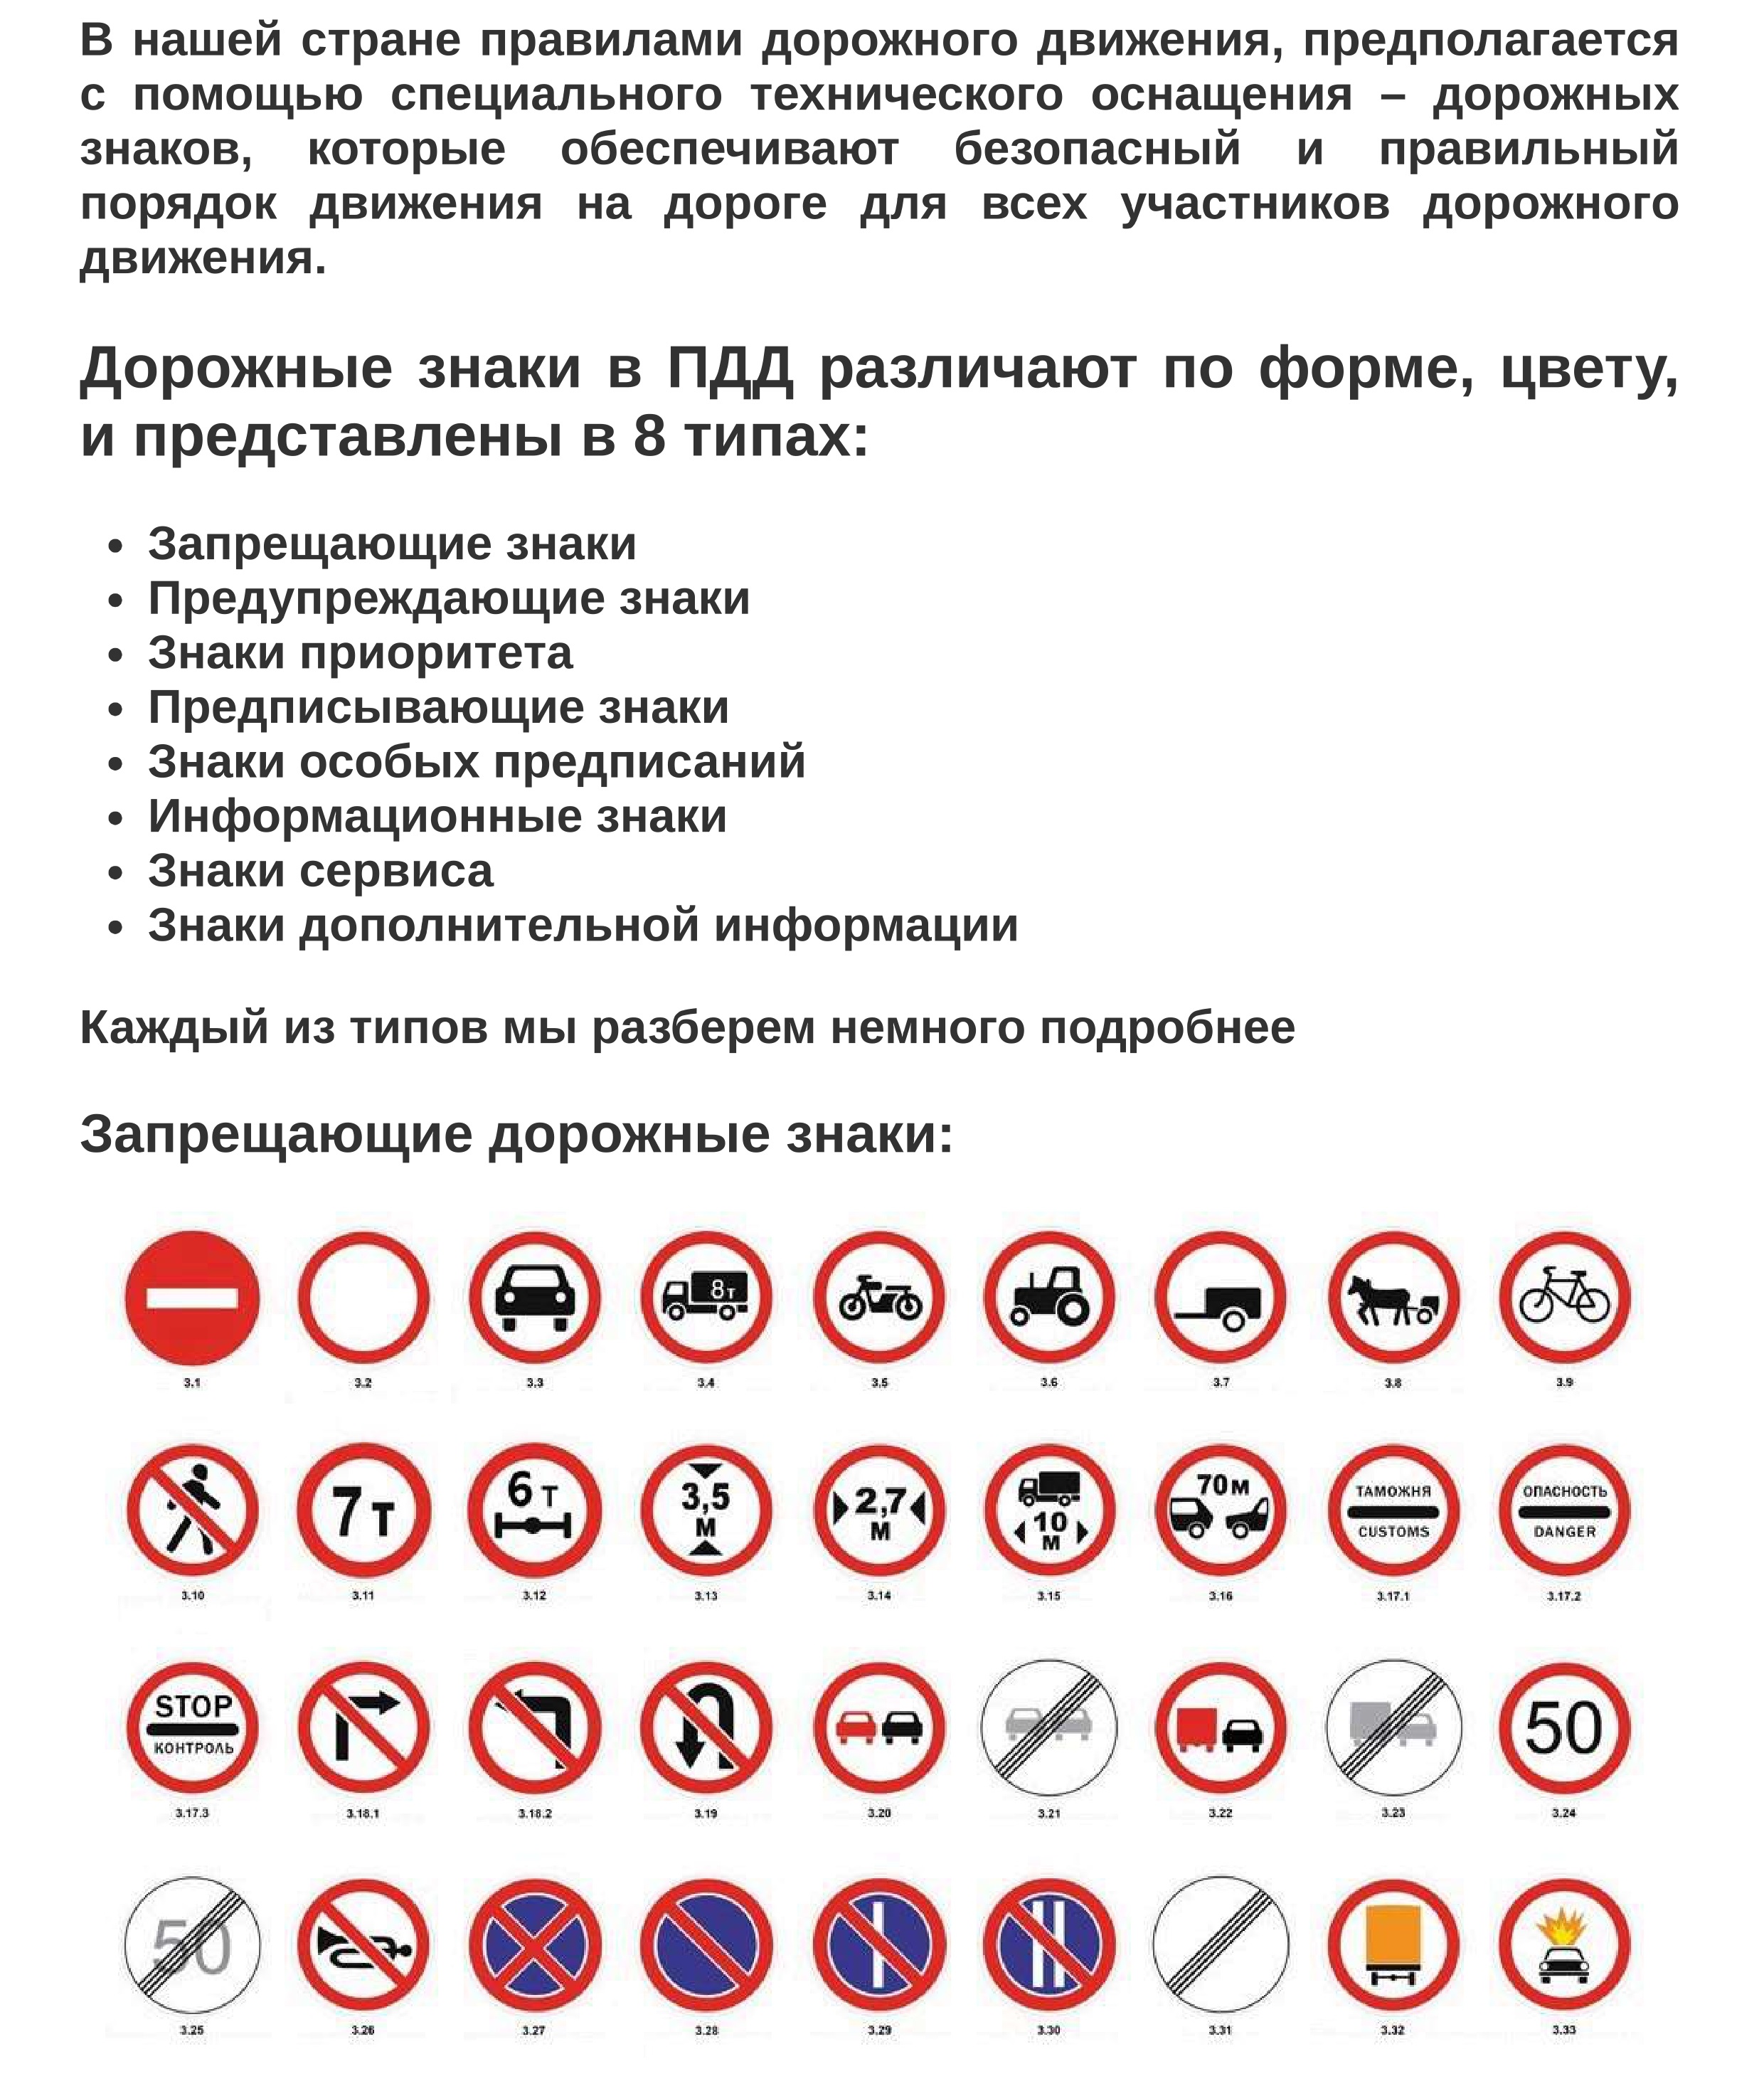 В нашей стране правилами дорожного движения, предполагается
с помощью специального технического оснащения – дорожных
знаков, которые обеспечивают безопасный и правильный
порядок движения на дороге для всех участников дорожного
движения.
Дорожные знаки в ПДД различают по форме, цвету,
и представлены в 8 типах:
• Запрещающие знаки
• Предупреждающие знаки
• Знаки приоритета
• Предписывающие знаки
• Знаки особых предписаний
• Информационные знаки
• Знаки сервиса
• Знаки дополнительной информации
Каждый из типов мы разберем немного подробнее
Запрещающие дорожные знаки:
8т
3.1 3.2 3.3 3.4 3.5 3.6 3.7 3.8 3.9
7 т
6 т
3,5
М
2,7
М
10
М
70 м
ТАМОЖНЯ
CUSTOMS
ОПАСНОСТЬ
DANGER
3.10 3.11 3.12 3.13 3.14 3.15 3.16 3.17.1 3.17.2
STOP
КОНТРОЛЬ
50
3.17.3 3.18.1 3.18.2 3.19 3.20 3.21 3.22 3.23 3.24
50
3.25 3.26 3.27 3.28 3.29 3.30 3.31 3.32 3.33